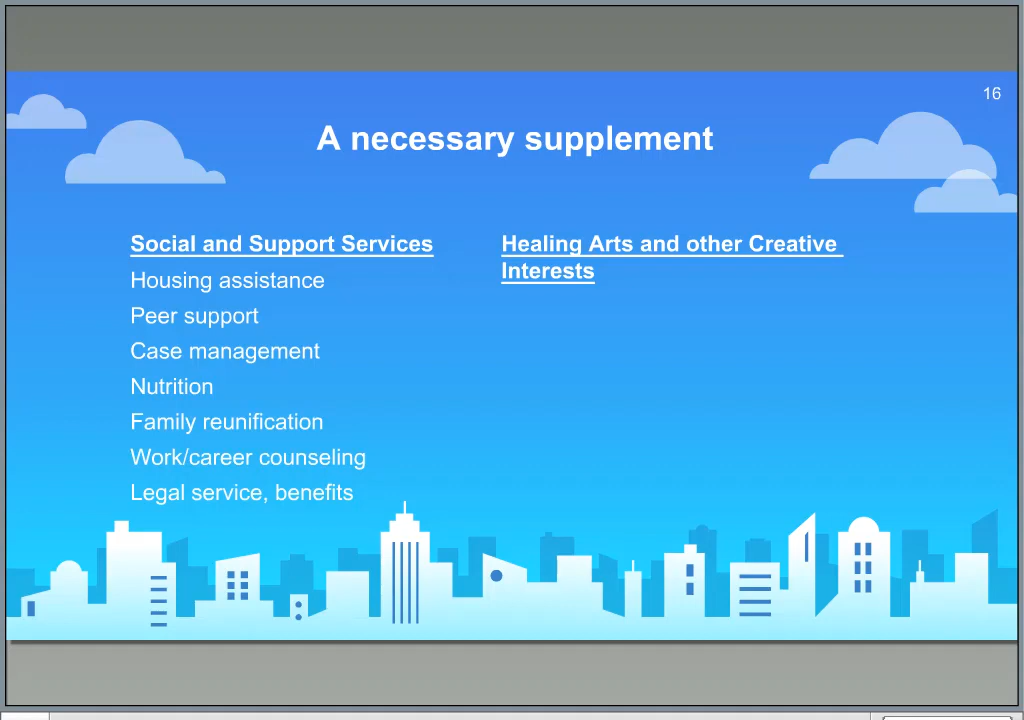 16
A necessary supplement
Social and Support Services
Housing assistance
Peer support
Case management
Nutrition
Family reunification
Work/career counseling
Legal service, benefits
Healing Arts and other Creative
Interests